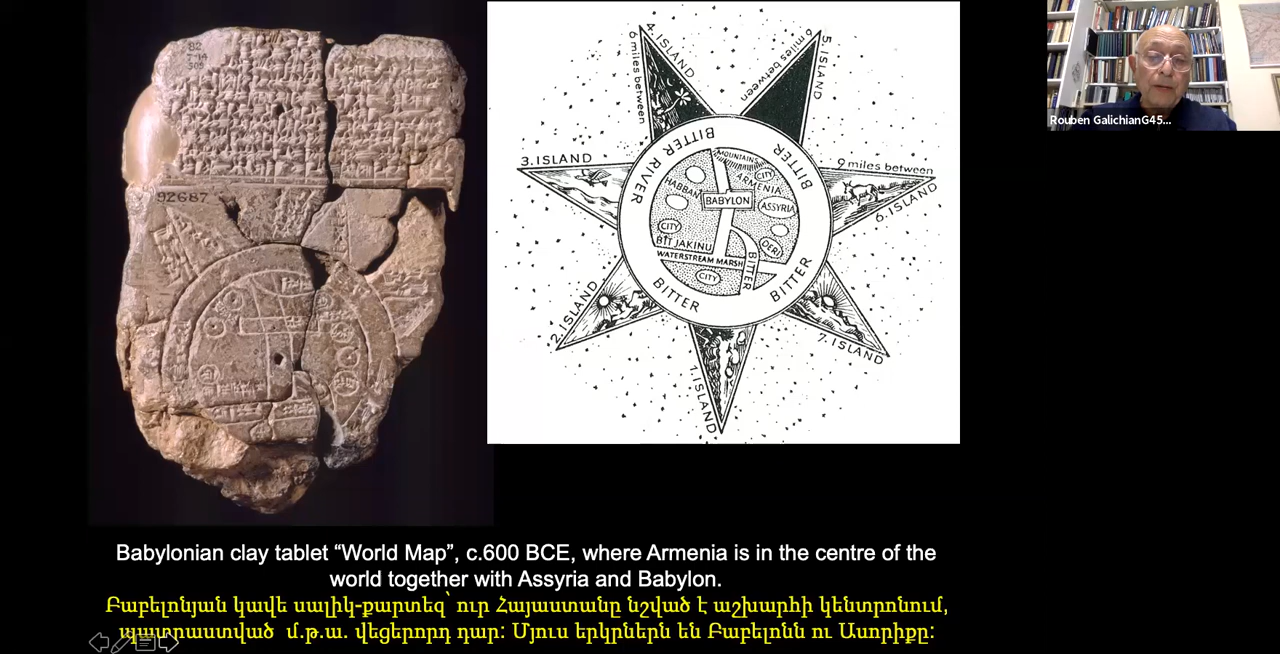 82
7-14
509
92687
4. ISLAND
6 miles between
5. ISLAND
6 miles between
3. ISLAND
9 miles between
6. ISLAND
2. ISLAND
7. ISLAND
1. ISLAND
BITTER RIVER
BITTER
BITTER
BITTER
MOUNTAINS
CITY
ARMENIA
HABBAN
BABYLON
ASSYRIA
CITY
BIT JAKINU
DERI
WATERSTREAM MARSH
BITTER
CITY
Rouben GalichianG45...
Babylonian clay tablet “World Map”, c.600 BCE, where Armenia is in the centre of the
world together with Assyria and Babylon.
Բաբելոնյան կավե սալիկ-քարտեզ՝ ուր Հայաստանը նշված է աշխարհի կենտրոնում,
պատրաստված մ.թ.ա. վեցերորդ դար: Մյուս երկրներն են Բաբելոնն ու Ասորիքը: